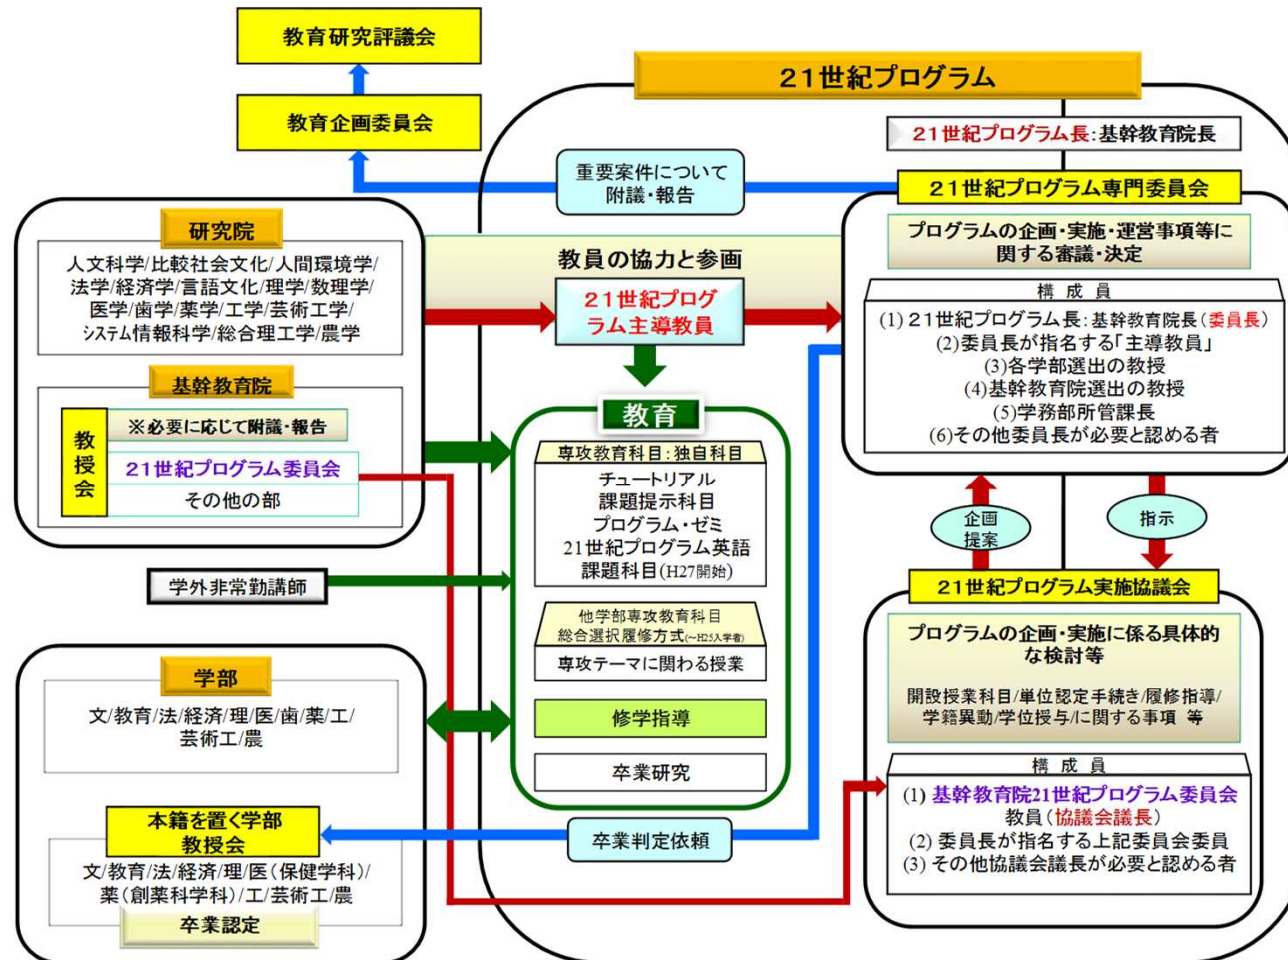 教育研究評議会
教育企画委員会
21世紀プログラム
21世紀プログラム長:基幹教育院長
重要案件について
附議・報告
21世紀プログラム専門委員会
プログラムの企画・実施・運営事項等に
関する審議・決定
構成員
(1)21世紀プログラム長:基幹教育院長(委員長)
(2)委員長が指名する「主導教員」
(3)各学部選出の教授
(4)基幹教育院選出の教授
(5)学務部所管課長
(6)その他委員長が必要と認める者
研究院
人文科学/比較社会文化/人間環境学/
法学/経済学/言語文化/理学/数理学/
医学/歯学/薬学/工学/芸術工学/
システム情報科学/総合理工学/農学
教員の協力と参画
21世紀プログ
ラム主導教員
基幹教育院
教授会
※必要に応じて附議・報告
21世紀プログラム委員会
その他の部
教育
専攻教育科目:独自科目
チュートリアル
課題提示科目
プログラム・ゼミ
21世紀プログラム英語
課題科目(H27開始)
他学部専攻教育科目
総合選択履修方式(~H25入学者)
専攻テーマに関わる授業
修学指導
卒業研究
企画
提案
指示
学外非常勤講師
21世紀プログラム実施協議会
プログラムの企画・実施に係る具体的
な検討等
開設授業科目/単位認定手続き/履修指導/
学籍異動/学位授与/に関する事項 等
構成員
(1) 基幹教育院21世紀プログラム委員会
教員(協議会議長)
(2) 委員長が指名する上記委員会委員
(3) その他協議会議長が必要と認める者
学部
文/教育/法/経済/理/医/歯/薬/工/
芸術工/農
本籍を置く学部
教授会
文/教育/法/経済/理/医(保健学科)/
薬(創薬科学科)/工/芸術工/農
卒業認定
卒業判定依頼